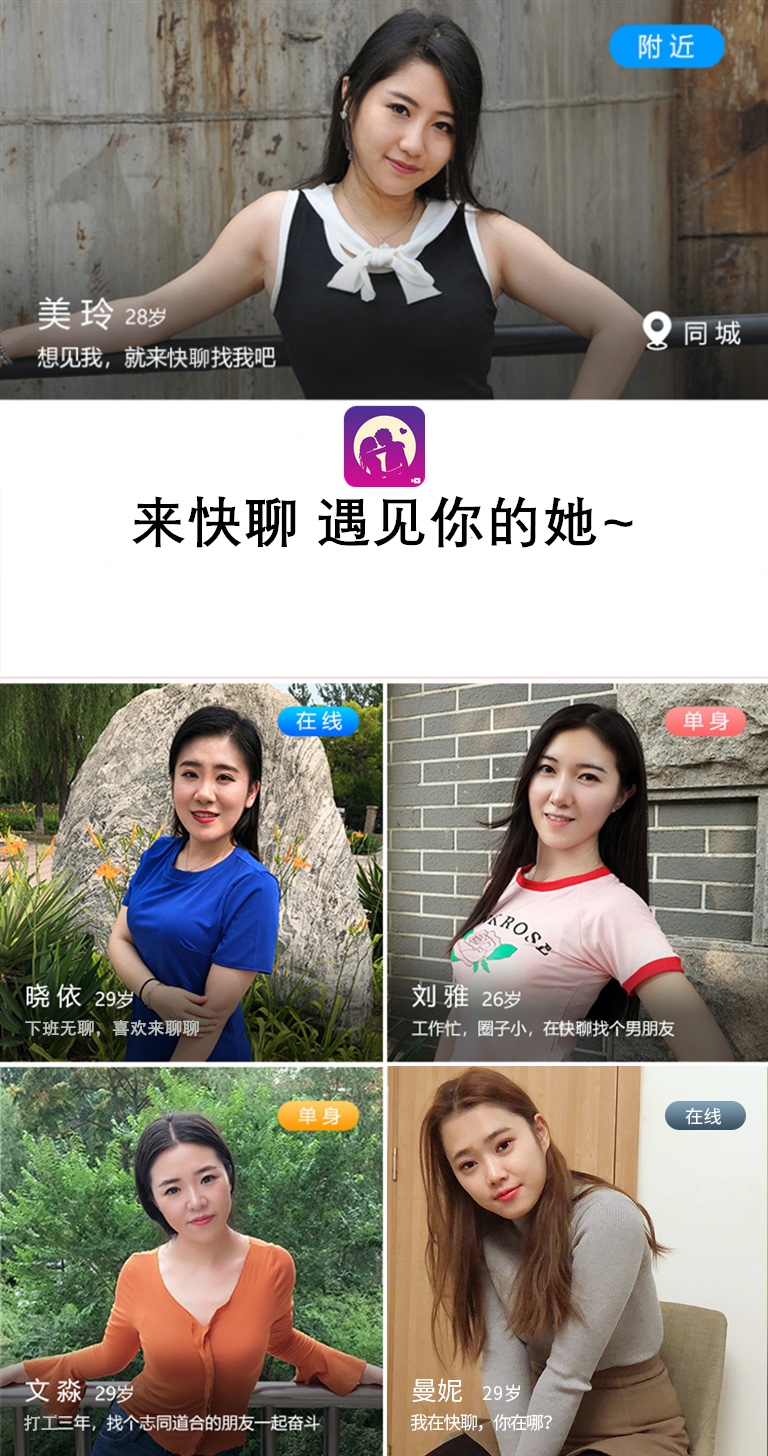 附近
美玲 28岁
想见我，就来快聊找我吧
同城
来快聊 遇见你的她~
在线
晓依 29岁
下班无聊，喜欢来聊聊
单身
刘雅 26岁
工作忙，圈子小，在快聊找个男朋友
单身
文淼 29岁
打工三年，找个志同道合的朋友一起奋斗
在线
曼妮 29岁
我在快聊，你在哪?